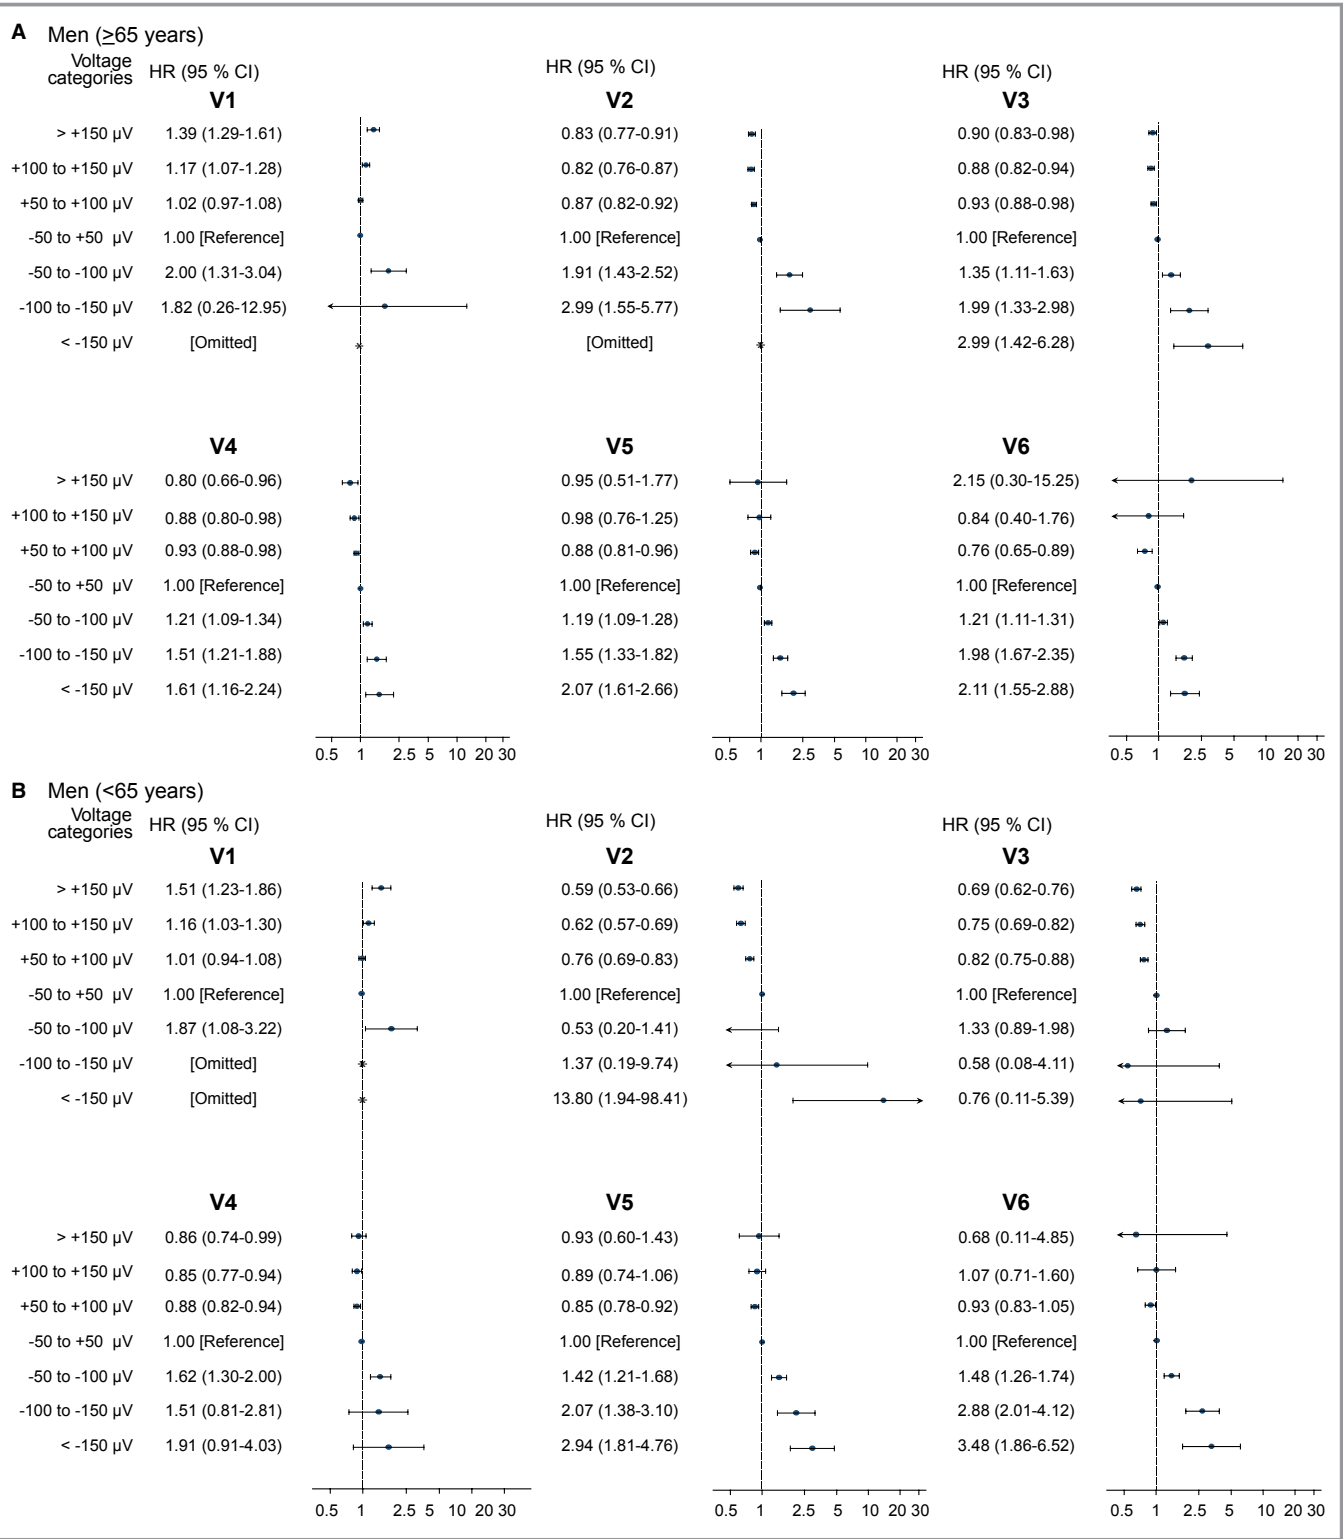 A Men (≥65 years)
Voltage categories HR (95 % CI) HR (95 % CI) HR (95 % CI)
V1 V2 V3
> +150 µV 1.39 (1.29-1.61) 0.83 (0.77-0.91) 0.90 (0.83-0.98)
+100 to +150 µV 1.17 (1.07-1.28) 0.82 (0.76-0.87) 0.88 (0.82-0.94)
+50 to +100 µV 1.02 (0.97-1.08) 0.87 (0.82-0.92) 0.93 (0.88-0.98)
-50 to +50 µV 1.00 [Reference] 1.00 [Reference] 1.00 [Reference]
-50 to -100 µV 2.00 (1.31-3.04) 1.91 (1.43-2.52) 1.35 (1.11-1.63)
-100 to -150 µV 1.82 (0.26-12.95) 2.99 (1.55-5.77) 1.99 (1.33-2.98)
< -150 µV [Omitted] [Omitted] 2.99 (1.42-6.28)
V4 V5 V6
> +150 µV 0.80 (0.66-0.96) 0.95 (0.51-1.77) 2.15 (0.30-15.25)
+100 to +150 µV 0.88 (0.80-0.98) 0.98 (0.76-1.25) 0.84 (0.40-1.76)
+50 to +100 µV 0.93 (0.88-0.98) 0.88 (0.81-0.96) 0.76 (0.65-0.89)
-50 to +50 µV 1.00 [Reference] 1.00 [Reference] 1.00 [Reference]
-50 to -100 µV 1.21 (1.09-1.34) 1.19 (1.09-1.28) 1.21 (1.11-1.31)
-100 to -150 µV 1.51 (1.21-1.88) 1.55 (1.33-1.82) 1.98 (1.67-2.35)
< -150 µV 1.61 (1.16-2.24) 2.07 (1.61-2.66) 2.11 (1.55-2.88)
0.5 1 2.5 5 10 20 30 0.5 1 2.5 5 10 20 30 0.5 1 2.5 5 10 20 30
B Men (<65 years)
Voltage categories HR (95 % CI) HR (95 % CI) HR (95 % CI)
V1 V2 V3
> +150 µV 1.51 (1.23-1.86) 0.59 (0.53-0.66) 0.69 (0.62-0.76)
+100 to +150 µV 1.16 (1.03-1.30) 0.62 (0.57-0.69) 0.75 (0.69-0.82)
+50 to +100 µV 1.01 (0.94-1.08) 0.76 (0.69-0.83) 0.82 (0.75-0.88)
-50 to +50 µV 1.00 [Reference] 1.00 [Reference] 1.00 [Reference]
-50 to -100 µV 1.87 (1.08-3.22) 0.53 (0.20-1.41) 1.33 (0.89-1.98)
-100 to -150 µV [Omitted] 1.37 (0.19-9.74) 0.58 (0.08-4.11)
< -150 µV [Omitted] 13.80 (1.94-98.41) 0.76 (0.11-5.39)
V4 V5 V6
> +150 µV 0.86 (0.74-0.99) 0.93 (0.60-1.43) 0.68 (0.11-4.85)
+100 to +150 µV 0.85 (0.77-0.94) 0.89 (0.74-1.06) 1.07 (0.71-1.60)
+50 to +100 µV 0.88 (0.82-0.94) 0.85 (0.78-0.92) 0.93 (0.83-1.05)
-50 to +50 µV 1.00 [Reference] 1.00 [Reference] 1.00 [Reference]
-50 to -100 µV 1.62 (1.30-2.00) 1.42 (1.21-1.68) 1.48 (1.26-1.74)
-100 to -150 µV 1.51 (0.81-2.81) 2.07 (1.38-3.10) 2.88 (2.01-4.12)
< -150 µV 1.91 (0.91-4.03) 2.94 (1.81-4.76) 3.48 (1.86-6.52)
0.5 1 2.5 5 10 20 30 0.5 1 2.5 5 10 20 30 0.5 1 2.5 5 10 20 30